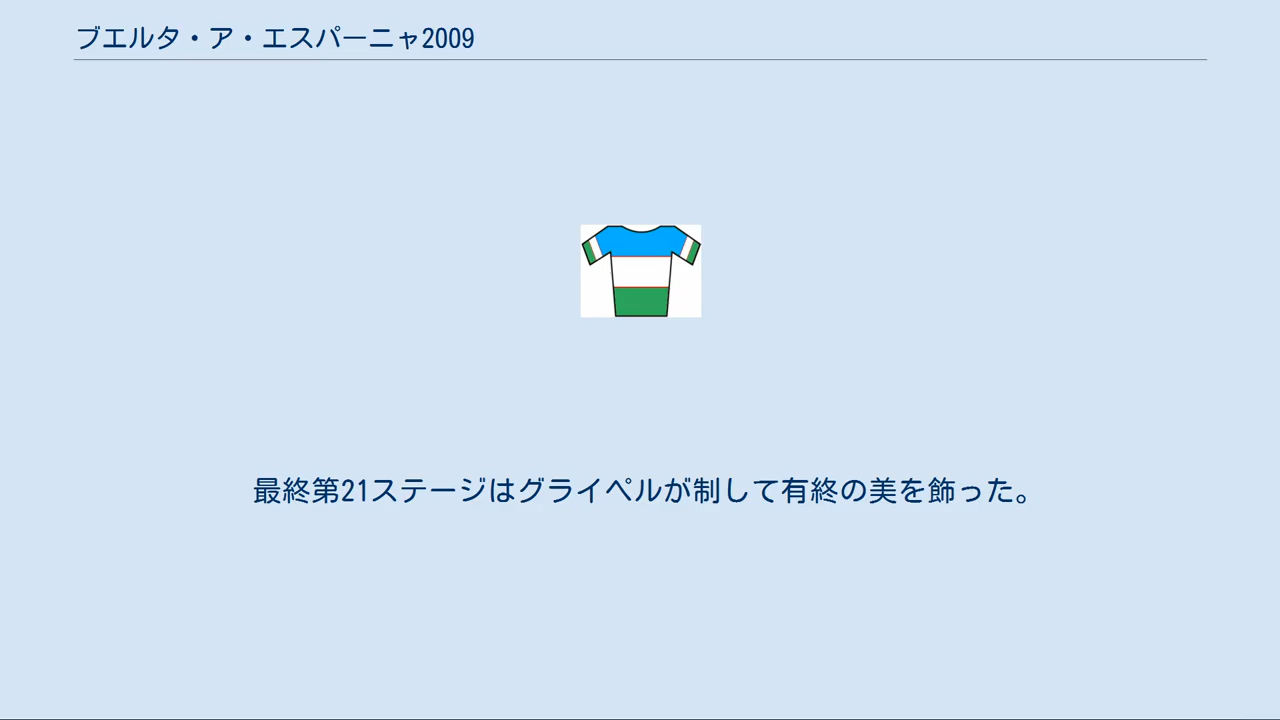 ブエルタ・ア・エスパーニャ2009
最終第21ステージはグライペルが制して有終の美を飾った。